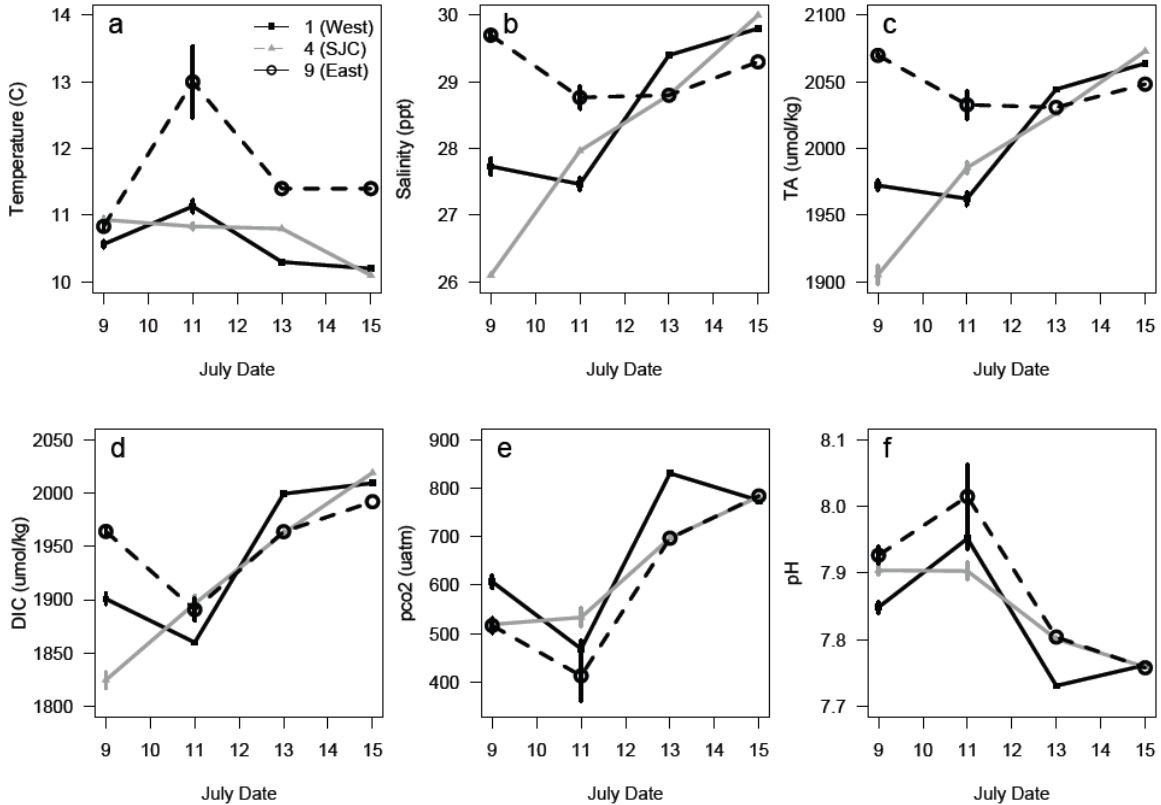 a
1 (West)
4 (SJC)
9 (East)
Temperature (C)
14
13
12
11
10
9 10 11 12 13 14 15
July Date
b
Salinity (ppt)
30
29
28
27
26
9 10 11 12 13 14 15
July Date
c
TA (umol/kg)
2100
2050
2000
1950
1900
9 10 11 12 13 14 15
July Date
d
DIC (umol/kg)
2050
2000
1950
1900
1850
1800
9 10 11 12 13 14 15
July Date
e
pco2 (uatm)
900
800
700
600
500
400
9 10 11 12 13 14 15
July Date
f
pH
8.1
8.0
7.9
7.8
7.7
9 10 11 12 13 14 15
July Date